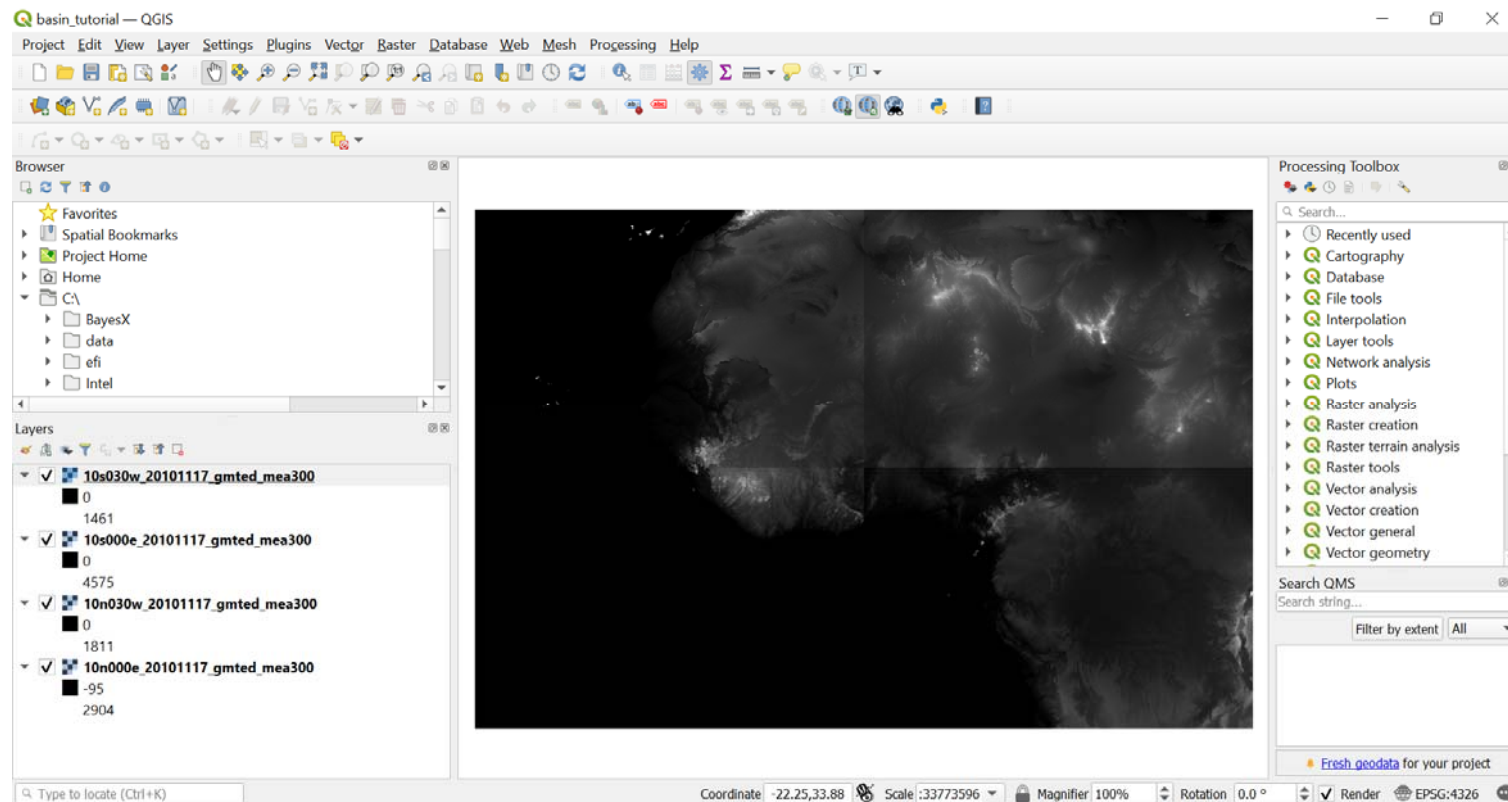 basin_tutorial — QGIS
Project Edit View Layer Settings Plugins Vector Raster Database Web Mesh Processing Help
Browser
Favorites
Spatial Bookmarks
Project Home
Home
C:\
BayesX
data
efi
Intel
Layers
10s030w_20101117_gmted_mea300
0
1461
10s000e_20101117_gmted_mea300
0
4575
10n030w_20101117_gmted_mea300
0
1811
10n000e_20101117_gmted_mea300
-95
2904
Processing Toolbox
Search...
Recently used
Cartography
Database
File tools
Interpolation
Layer tools
Network analysis
Plots
Raster analysis
Raster creation
Raster terrain analysis
Raster tools
Vector analysis
Vector creation
Vector general
Vector geometry
Search QMS
Search string...
Filter by extent All
Fresh geodata for your project
Type to locate (Ctrl+K) Coordinate -22.25,33.88 Scale :33773596 Magnifier 100% Rotation 0.0 ° Render EPSG:4326